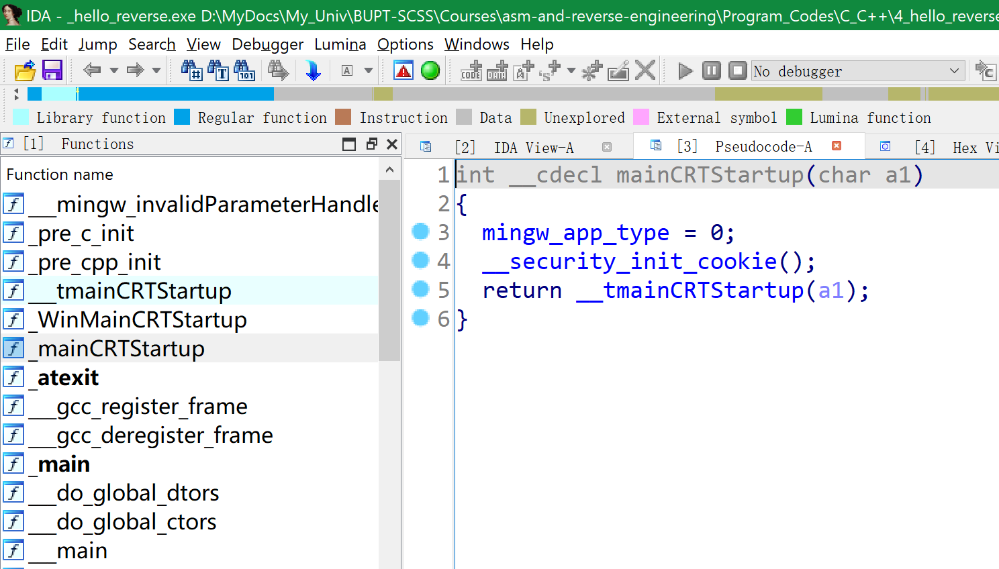 IDA - _hello_reverse.exe D:\MyDocs\My_Univ\BUPT-SCSS\Courses\asm-and-reverse-engineering\Program_Codes\C_C++\4_hello_reverse
File Edit Jump Search View Debugger Lumina Options Windows Help
No debugger
Library function Regular function Instruction Data Unexplored External symbol Lumina function
[1] Functions
[2] IDA View-A [3] Pseudocode-A [4] Hex Vi
Function name
___mingw_invalidParameterHandle
_pre_c_init
_pre_cpp_init
___tmainCRTStartup
_WinMainCRTStartup
_mainCRTStartup
_atexit
___gcc_register_frame
___gcc_deregister_frame
_main
___do_global_dtors
___do_global_ctors
___main
1 int __cdecl mainCRTStartup(char a1)
2 {
3 mingw_app_type = 0;
4 __security_init_cookie();
5 return __tmainCRTStartup(a1);
6 }